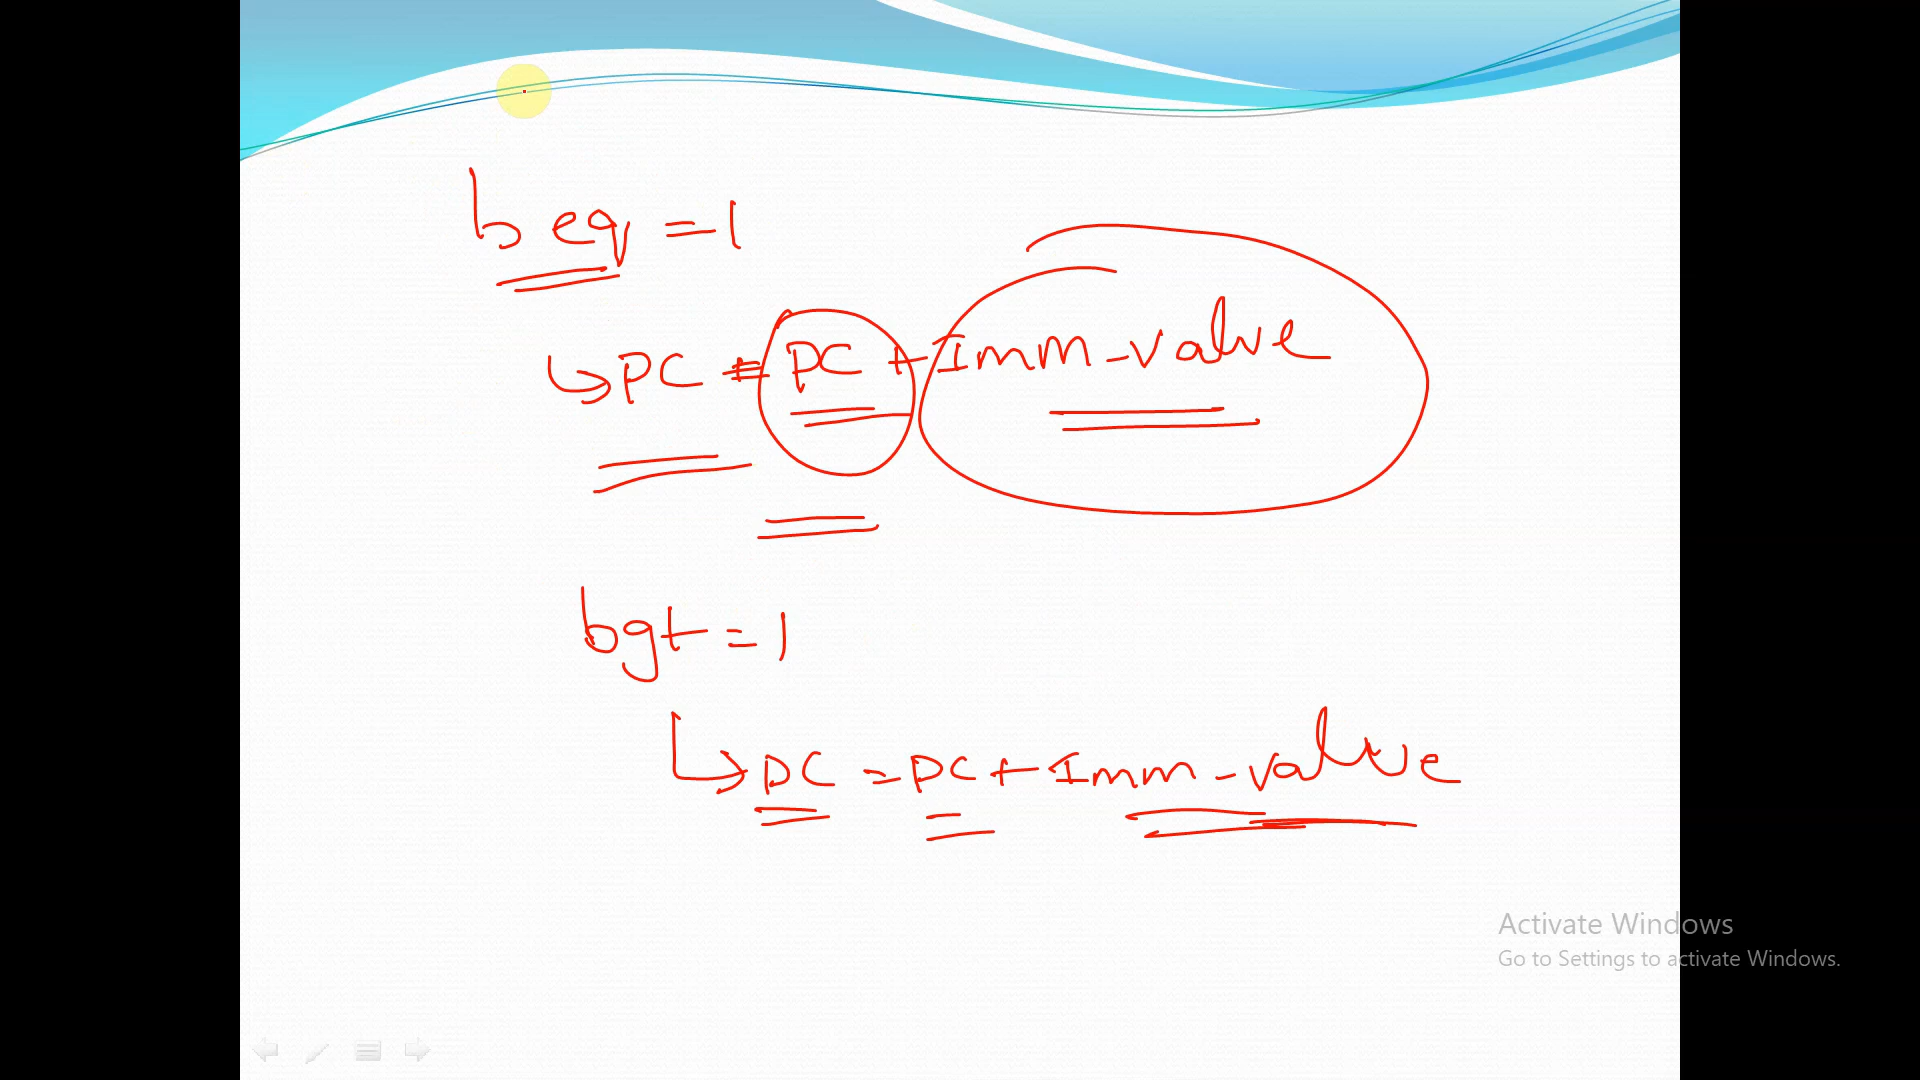 beq = 1
↳ PC = PC + Imm-value
bgt = 1
↳ PC = PC + Imm-value
Activate Windows
Go to Settings to activate Windows.